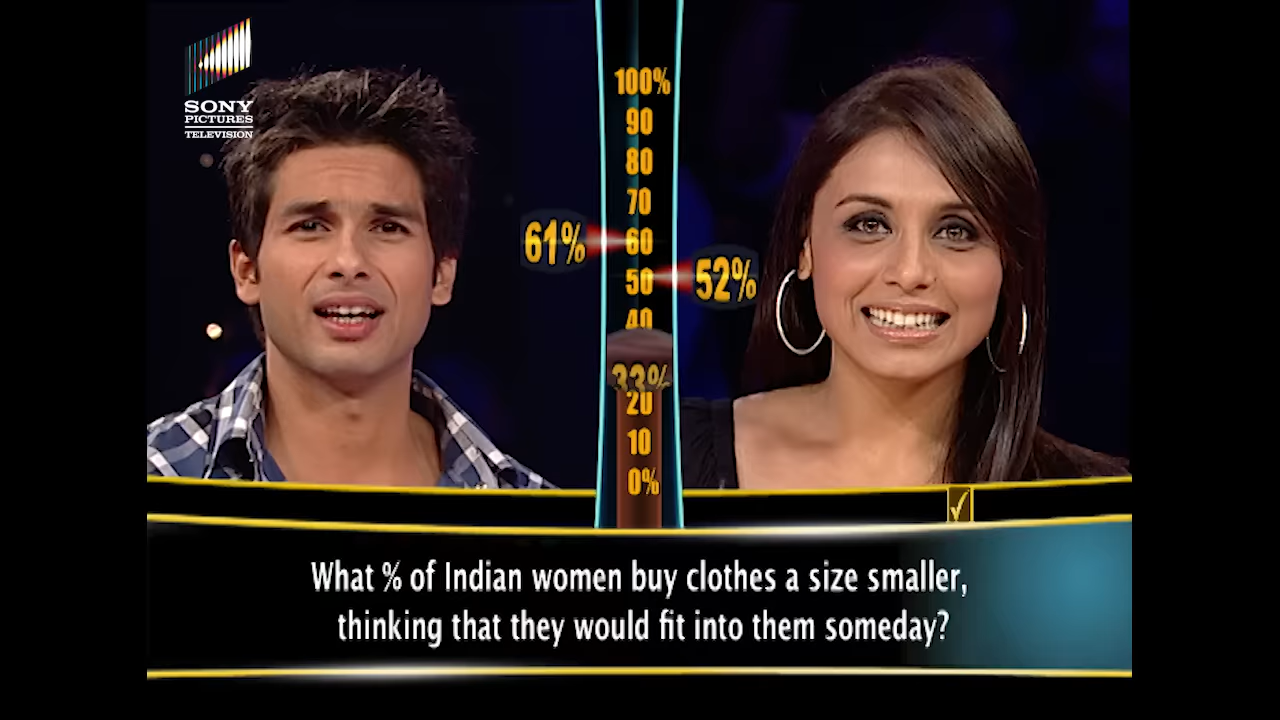 SONY
PICTURES
TELEVISION
100%
90
80
70
61%
60
50
52%
40
33%
20
10
0%
What % of Indian women buy clothes a size smaller,
thinking that they would fit into them someday?